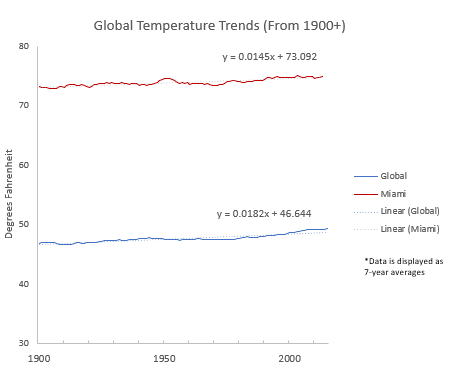 Global Temperature Trends (From 1900+)
80
70
60
50
40
30
Degrees Fahrenheit
y = 0.0145x + 73.092
y = 0.0182x + 46.644
1900
1950
2000
Global
Miami
Linear (Global)
Linear (Miami)
*Data is displayed as
7-year averages